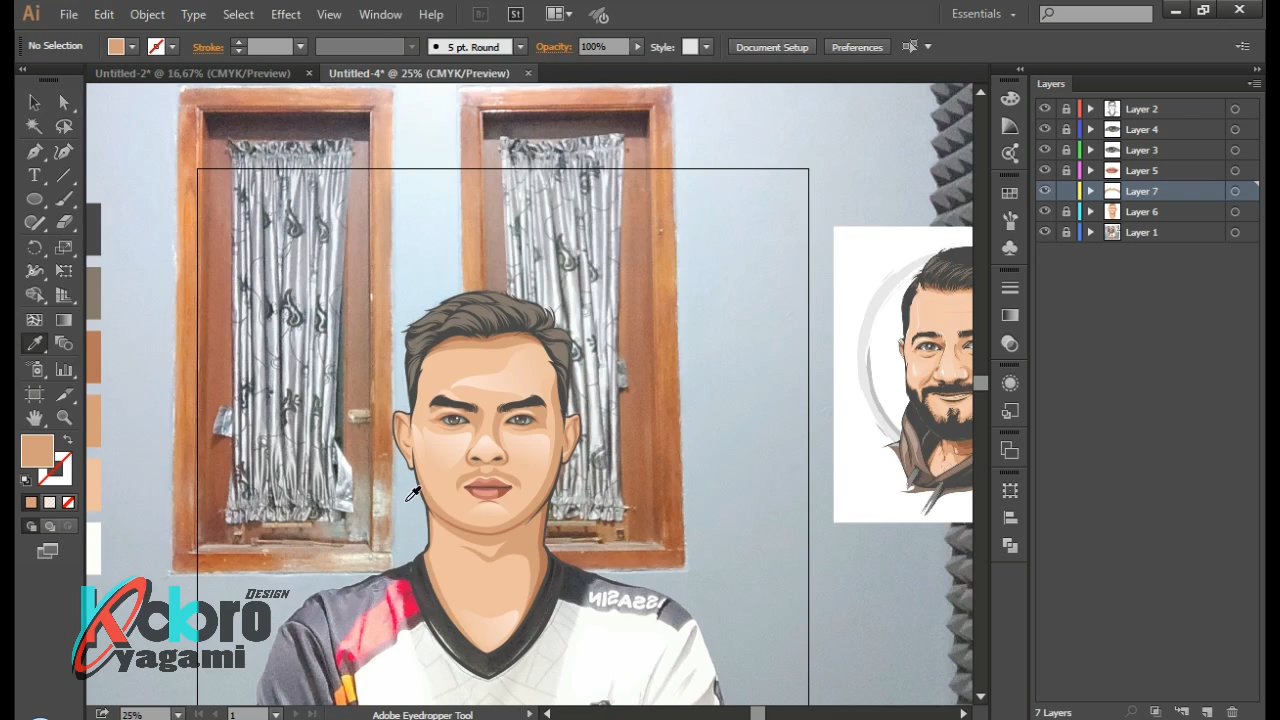 Ai File Edit Object Type Select Effect View Window Help Br St Essentials
No Selection Stroke: 5 pt. Round Opacity: 100% Style: Document Setup Preferences
Untitled-2* @ 16,67% (CMYK/Preview) × Untitled-4* @ 25% (CMYK/Preview) ×
Layers
Layer 2
Layer 4
Layer 3
Layer 5
Layer 7
Layer 6
Layer 1
ASSASSIN
DESIGN
yagami
25% 1 Adobe Eyedropper Tool 7 Layers